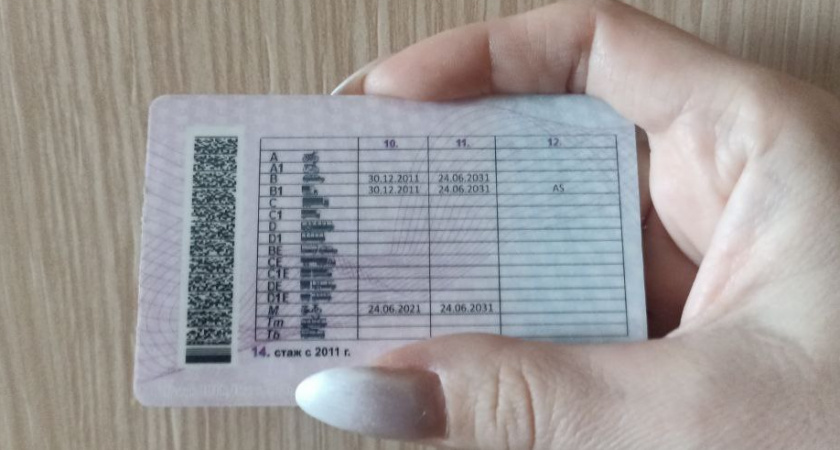 10. 11. 12.
A
A1
B 30.12.2011 24.06.2031
B1 30.12.2011 24.06.2031 AS
C
C1
D
D1
BE
CE
C1E
DE
D1E
M 24.06.2021 24.06.2031
Tm
Tb
14. стаж с 2011 г.